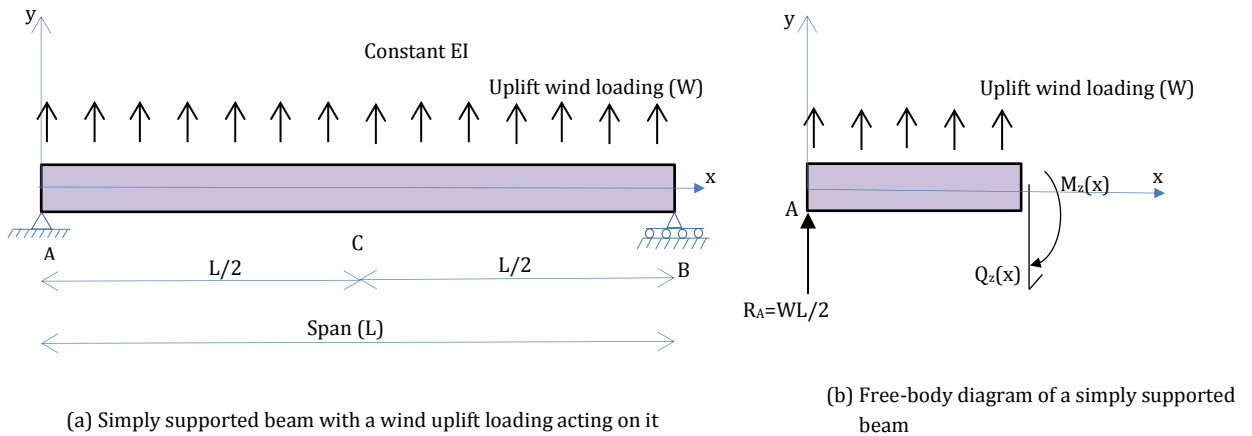 y
Constant EI
Uplift wind loading (W)
x
A
C
B
L/2
L/2
Span (L)
(a) Simply supported beam with a wind uplift loading acting on it
y
Uplift wind loading (W)
x
Mz(x)
A
Qz(x)
RA=WL/2
(b) Free-body diagram of a simply supported
beam